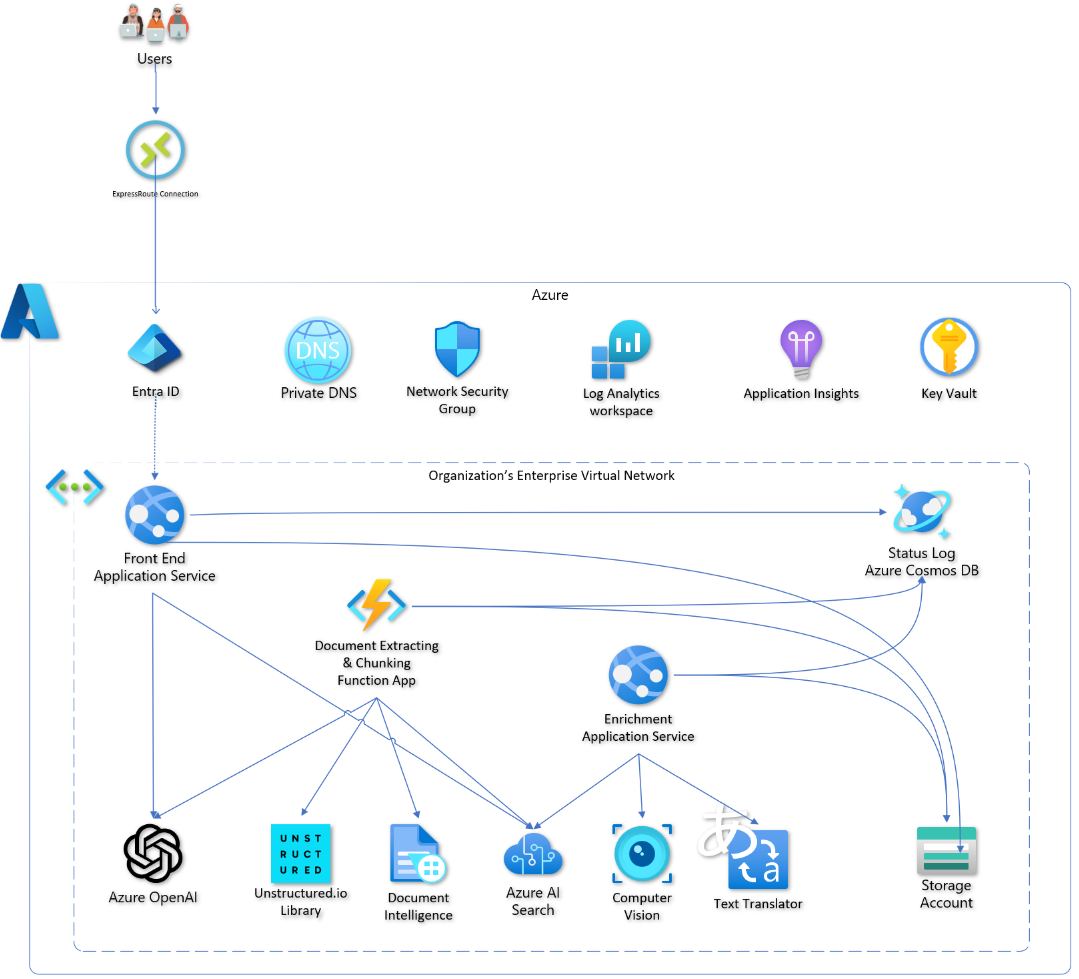 Users
ExpressRoute Connection
Azure
Entra ID
DNS
Private DNS
Network Security
Group
Log Analytics
workspace
Application Insights
Key Vault
Organization's Enterprise Virtual Network
Front End
Application Service
Status Log
Azure Cosmos DB
Document Extracting
& Chunking
Function App
Enrichment
Application Service
Azure OpenAI
UNST
RUCT
URED
Unstructured.io
Library
Document
Intelligence
Azure AI
Search
Computer
Vision
あ
a
Text Translator
Storage
Account